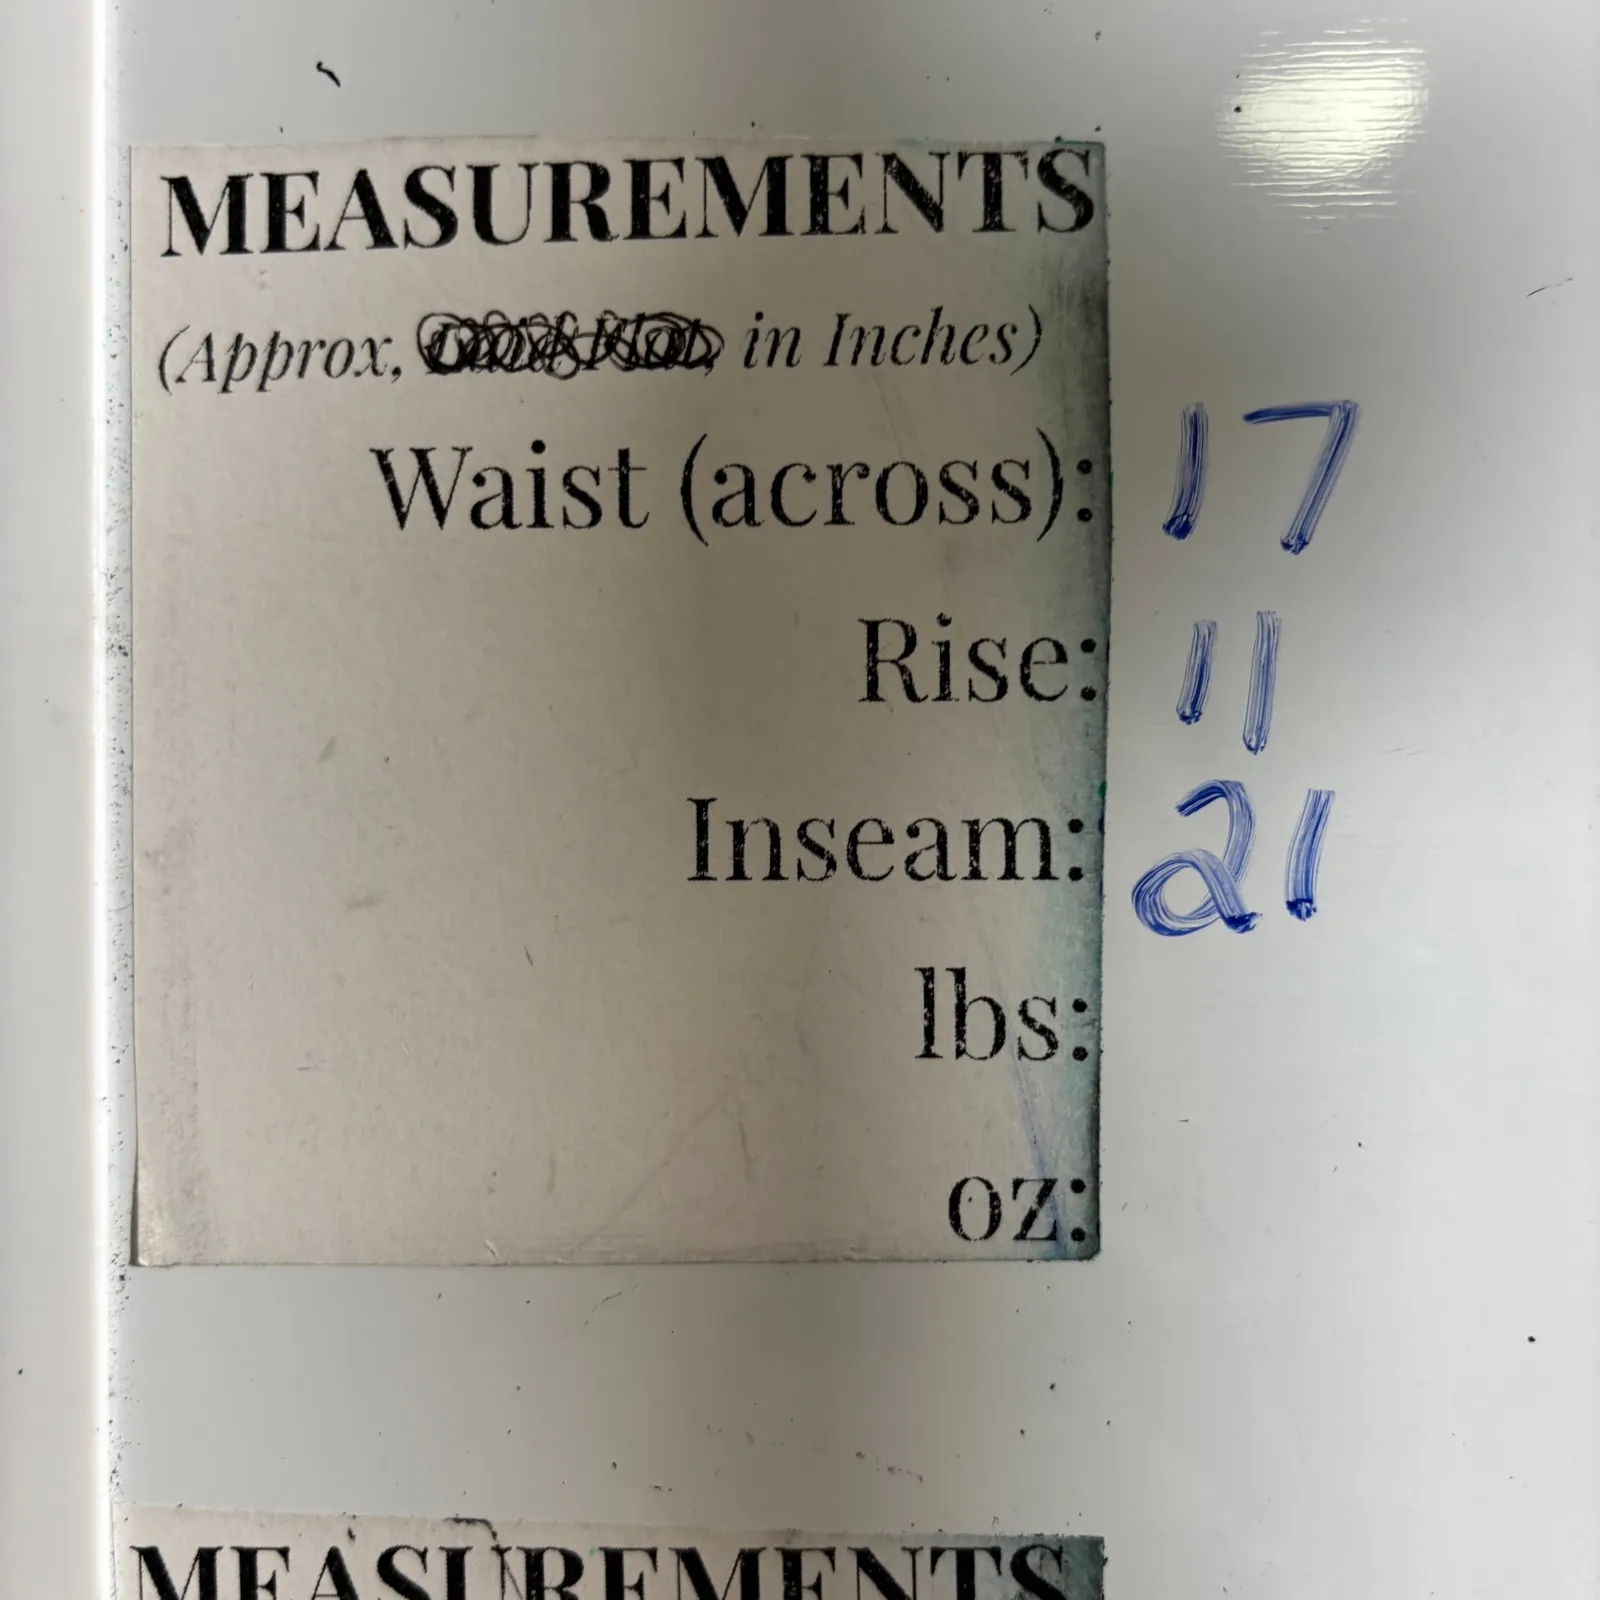 MEASUREMENTS
(Approx, in Inches)
Waist (across): 17
Rise: 11
Inseam: 21
lbs:
oz:
MEASUREMENTS